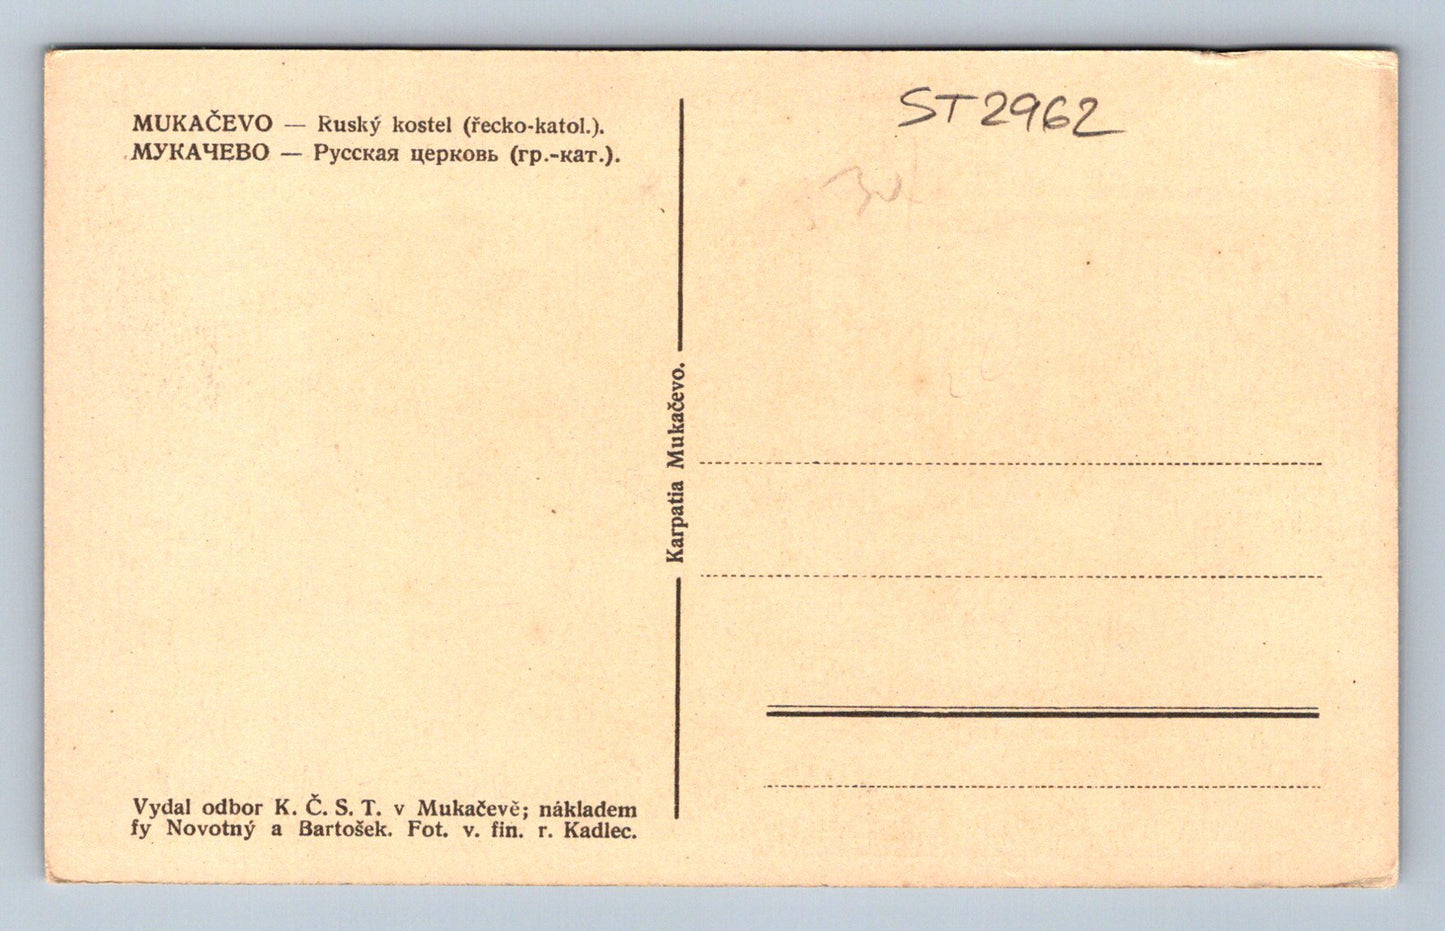 MUKAČEVO — Ruský kostel (řecko-katol.).
МУКАЧЕВО — Русская церковь (гр.-кат.).
Vydal odbor K. Č. S. T. v Mukačevě; nákladem
fy Novotný a Bartošek. Fot. v. fin. r. Kadlec.
Karpatia Mukačevo.
ST2962